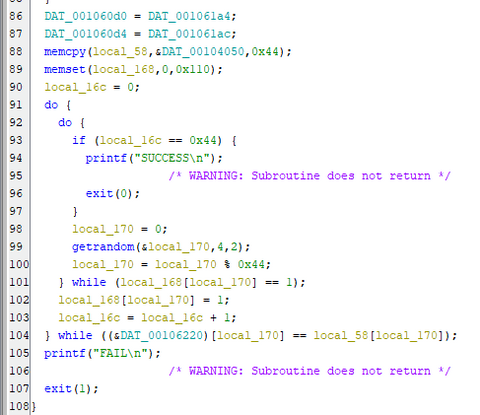 86 DAT_001060d0 = DAT_001061a4;
87 DAT_001060d4 = DAT_001061ac;
88 memcpy(local_58,&DAT_00104050,0x44);
89 memset(local_168,0,0x110);
90 local_16c = 0;
91 do {
92 do {
93 if (local_16c == 0x44) {
94 printf("SUCCESS\n");
95 /* WARNING: Subroutine does not return */
96 exit(0);
97 }
98 local_170 = 0;
99 getrandom(&local_170,4,2);
100 local_170 = local_170 % 0x44;
101 } while (local_168[local_170] == 1);
102 local_168[local_170] = 1;
103 local_16c = local_16c + 1;
104 } while ((&DAT_00106220)[local_170] == local_58[local_170]);
105 printf("FAIL\n");
106 /* WARNING: Subroutine does not return */
107 exit(1);
108 }